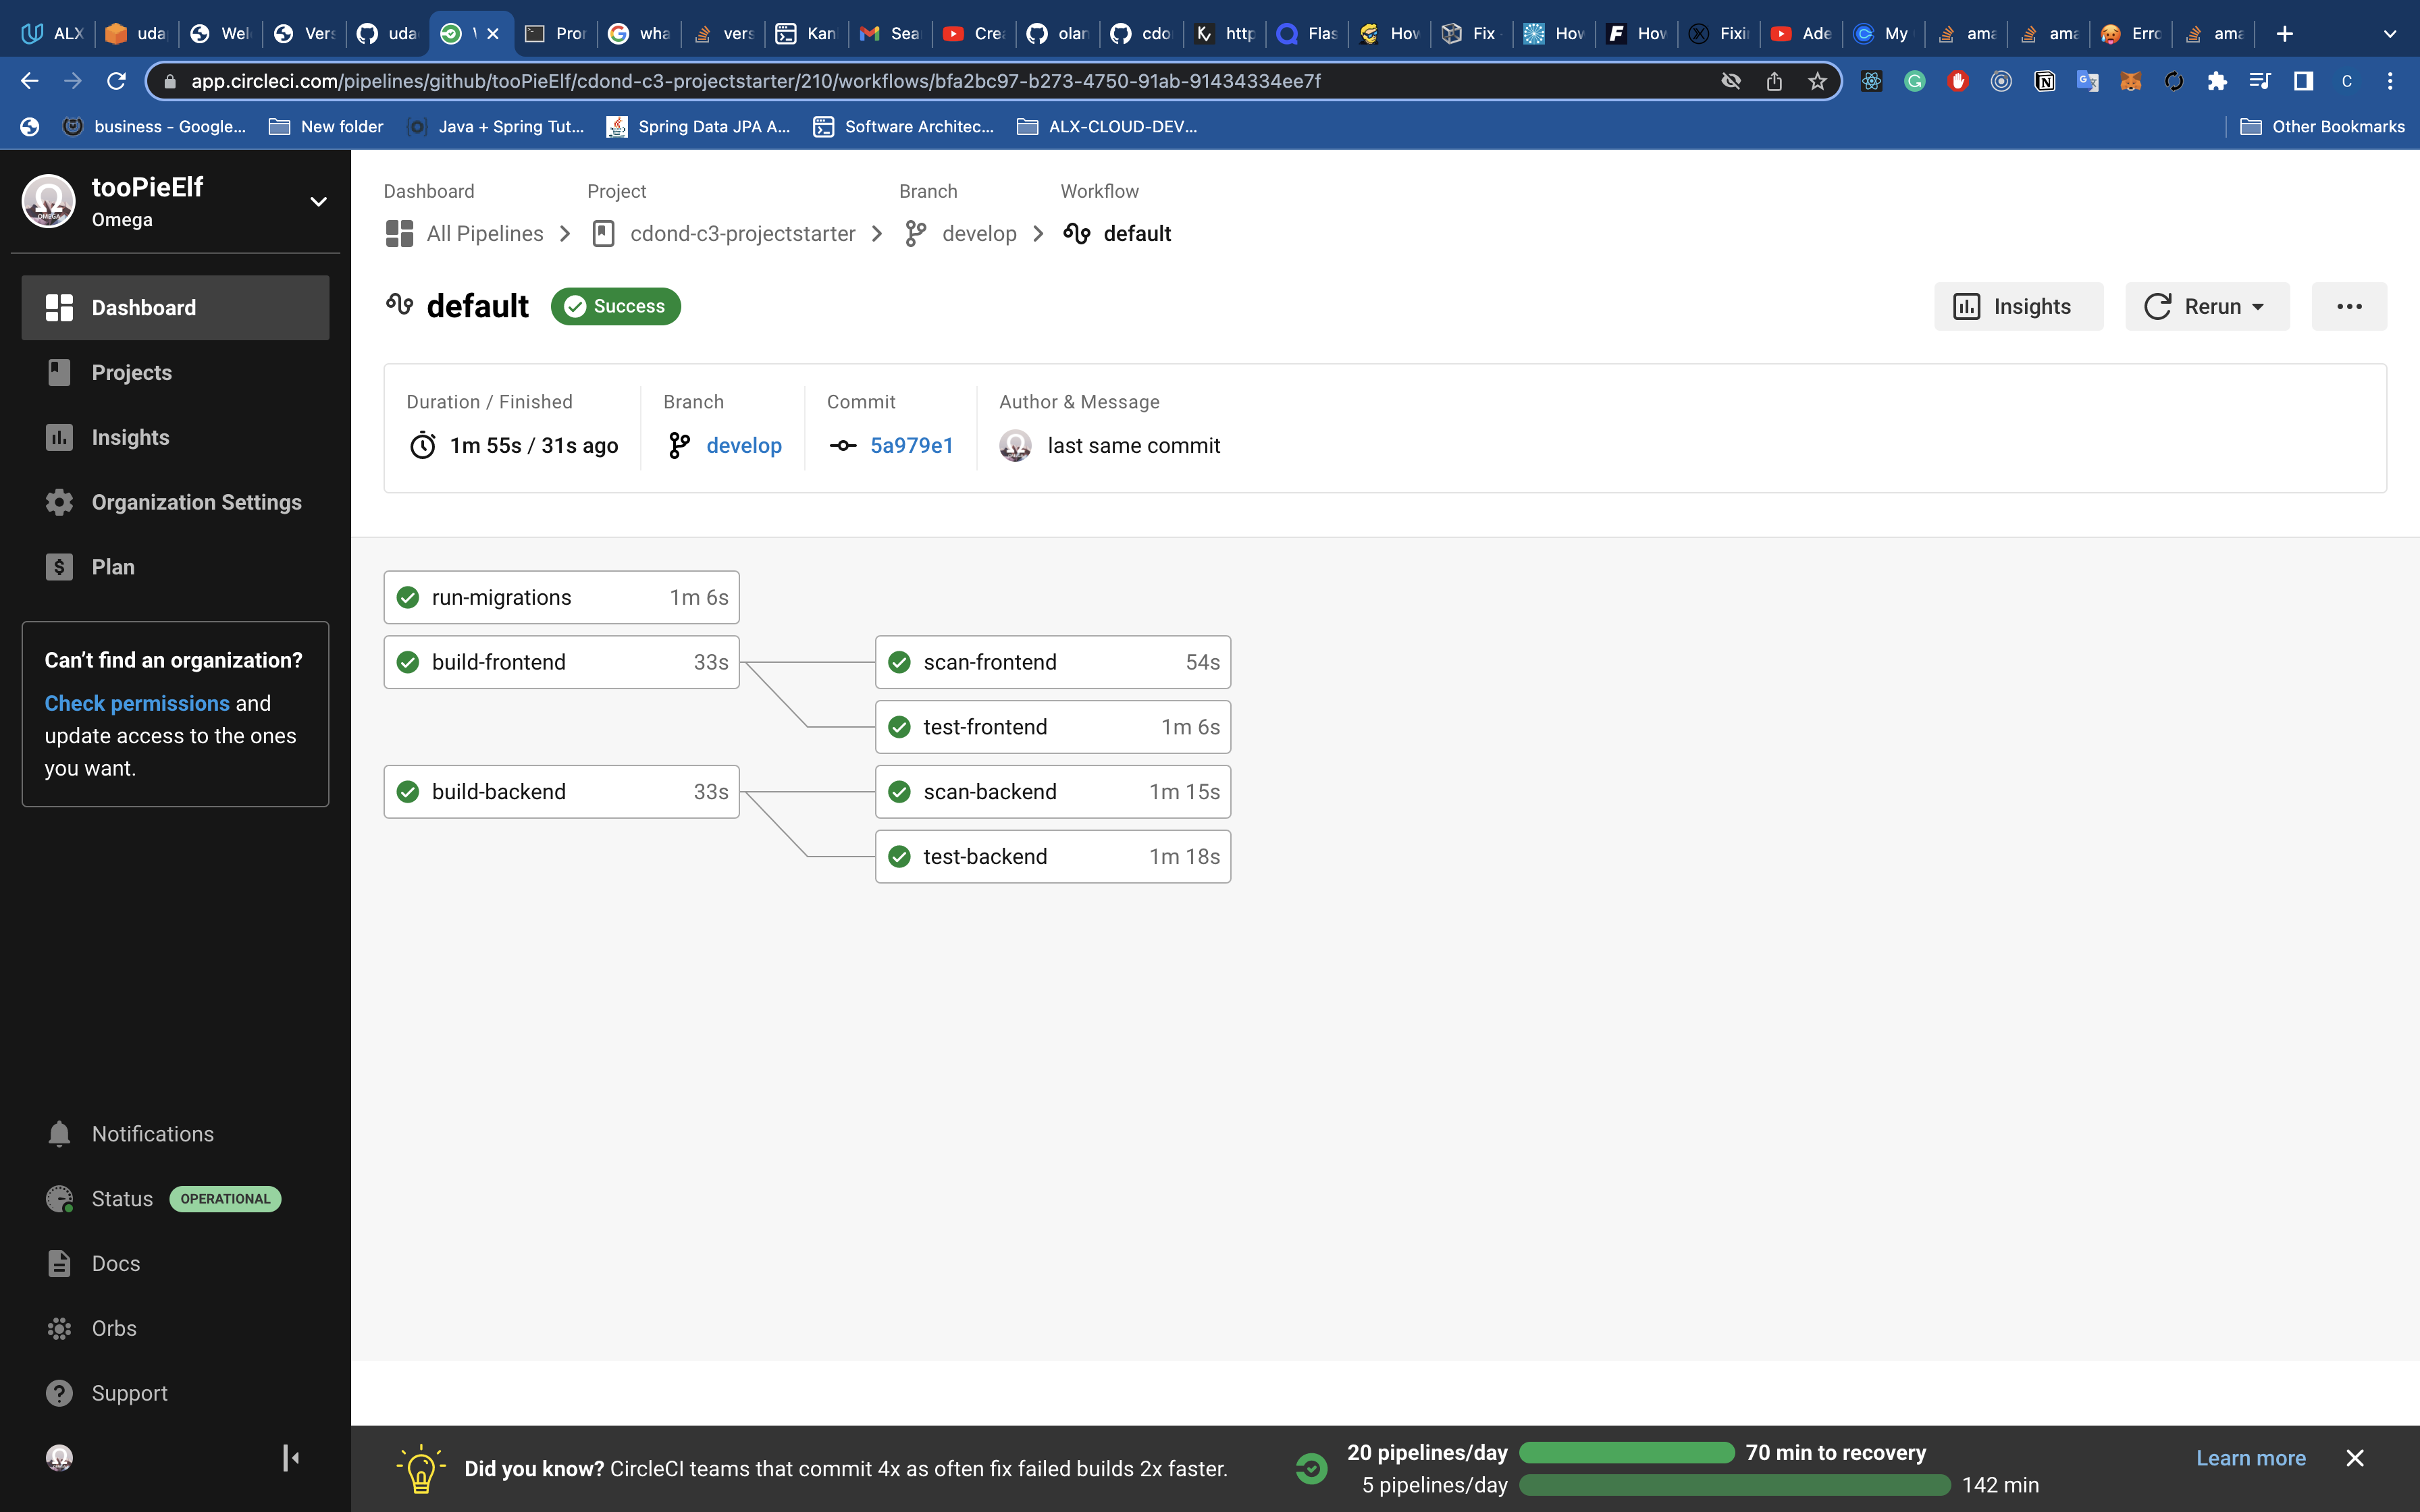 ALX
uda
Wel
Vers
uda
Pror
wha
vers
Kan
Sea
Crea
olan
cdo
http
Flas
How
Fix
How
How
Fixi
Ade
My
ama
ama
Erro
ama
app.circleci.com/pipelines/github/tooPieElf/cdond-c3-projectstarter/210/workflows/bfa2bc97-b273-4750-91ab-91434334ee7f
C
business - Google...
New folder
Java + Spring Tut...
Spring Data JPA A...
Software Architec...
ALX-CLOUD-DEV...
Other Bookmarks
tooPieElf
Omega
Dashboard
Projects
Insights
Organization Settings
Plan
Can't find an organization?
Check permissions and
update access to the ones
you want.
Notifications
Status OPERATIONAL
Docs
Orbs
Support
Dashboard Project Branch Workflow
All Pipelines cdond-c3-projectstarter develop default
default Success
Insights
Rerun
Duration / Finished
1m 55s / 31s ago
Branch
develop
Commit
5a979e1
Author & Message
last same commit
run-migrations 1m 6s
build-frontend 33s
scan-frontend 54s
test-frontend 1m 6s
build-backend 33s
scan-backend 1m 15s
test-backend 1m 18s
Did you know? CircleCI teams that commit 4x as often fix failed builds 2x faster.
20 pipelines/day 70 min to recovery
5 pipelines/day 142 min
Learn more